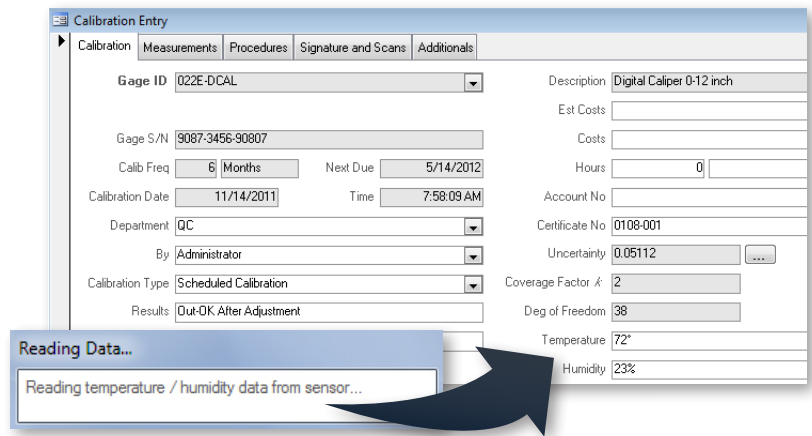 Calibration Entry
Calibration Measurements Procedures Signature and Scans Additionals
Gage ID 022E-DCAL Description Digital Caliper 0-12 inch
Est Costs
Gage S/N 9087-3456-90807 Costs
Calib Freq 6 Months Next Due 5/14/2012 Hours 0
Calibration Date 11/14/2011 Time 7:58:09 AM Account No
Department QC Certificate No 0108-001
By Administrator Uncertainty 0.05112 ...
Calibration Type Scheduled Calibration Coverage Factor k 2
Results Out-OK After Adjustment Deg of Freedom 38
Temperature 72°
Humidity 23%
Reading Data...
Reading temperature / humidity data from sensor...